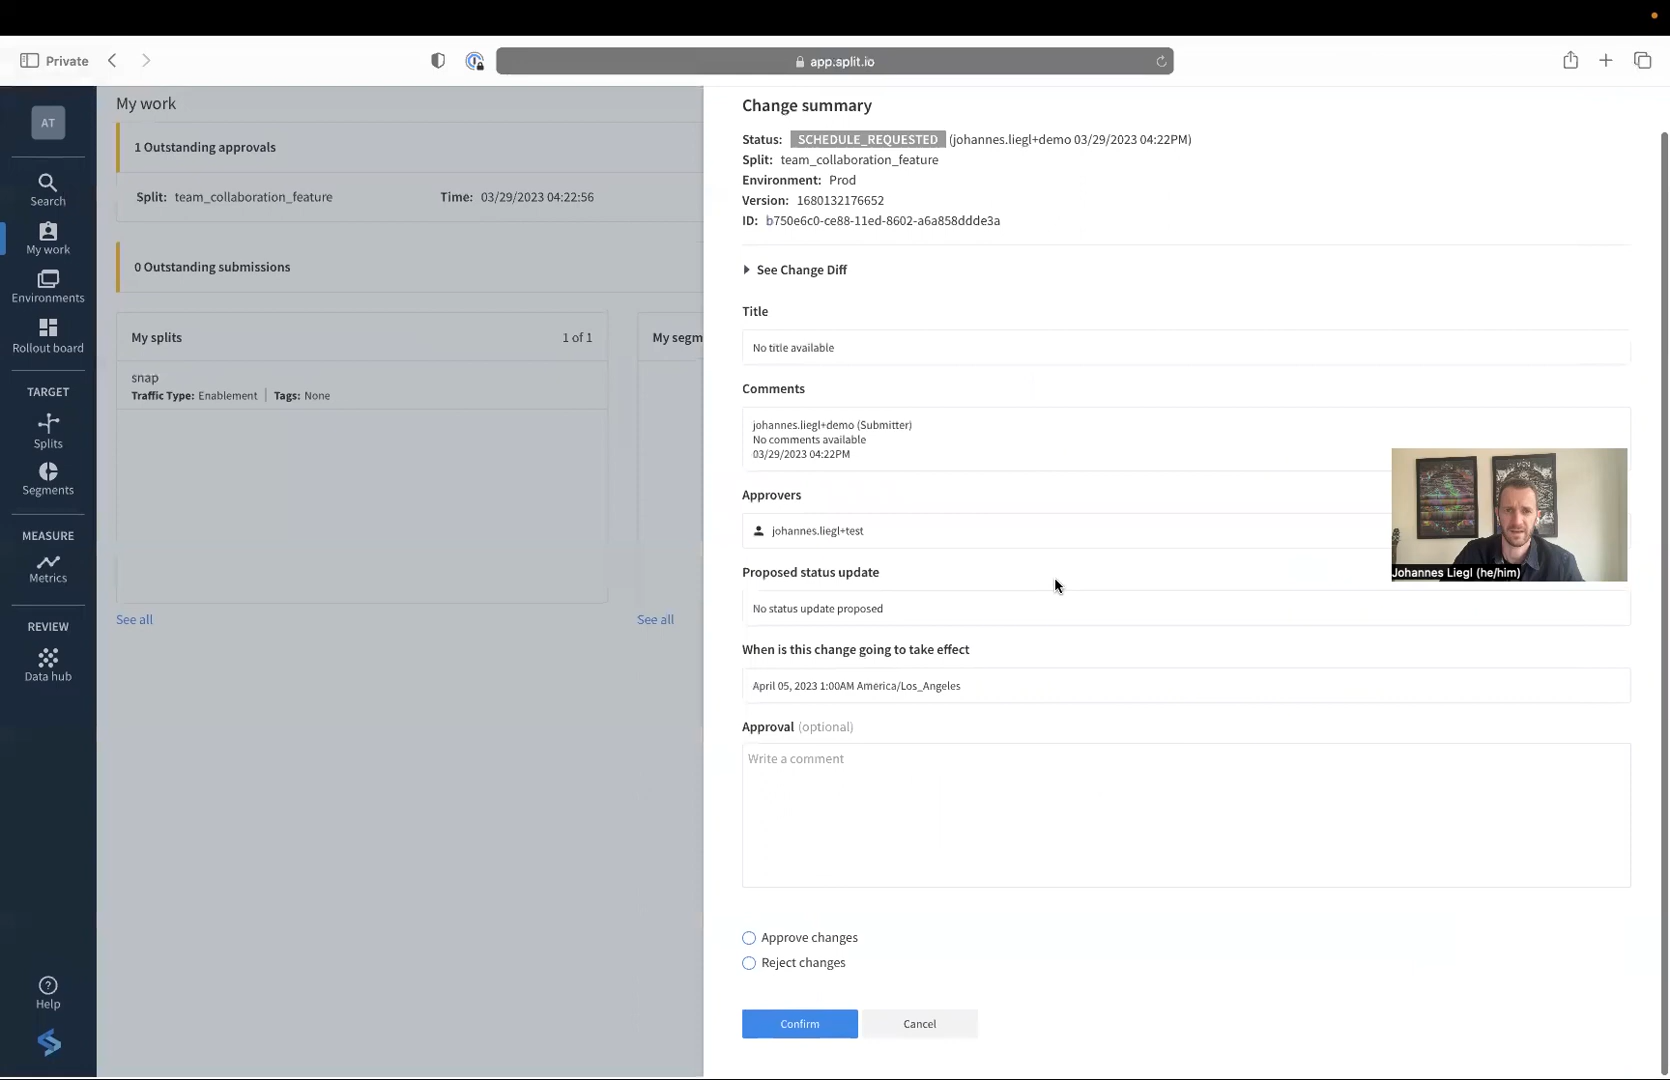 Private
app.split.io
AT
Search
My work
Environments
Rollout board
TARGET
Splits
Segments
MEASURE
Metrics
REVIEW
Data hub
Help
My work
1 Outstanding approvals
Split: team_collaboration_feature Time: 03/29/2023 04:22:56
0 Outstanding submissions
My splits 1 of 1
snap
Traffic Type: Enablement | Tags: None
See all
My segm
See all
Change summary
Status: SCHEDULE_REQUESTED (johannes.liegl+demo 03/29/2023 04:22PM)
Split: team_collaboration_feature
Environment: Prod
Version: 1680132176652
ID: b750e6c0-ce88-11ed-8602-a6a858ddde3a
See Change Diff
Title
No title available
Comments
johannes.liegl+demo (Submitter)
No comments available
03/29/2023 04:22PM
Approvers
johannes.liegl+test
Johannes Liegl (he/him)
Proposed status update
No status update proposed
When is this change going to take effect
April 05, 2023 1:00AM America/Los_Angeles
Approval (optional)
Write a comment
Approve changes
Reject changes
Confirm Cancel